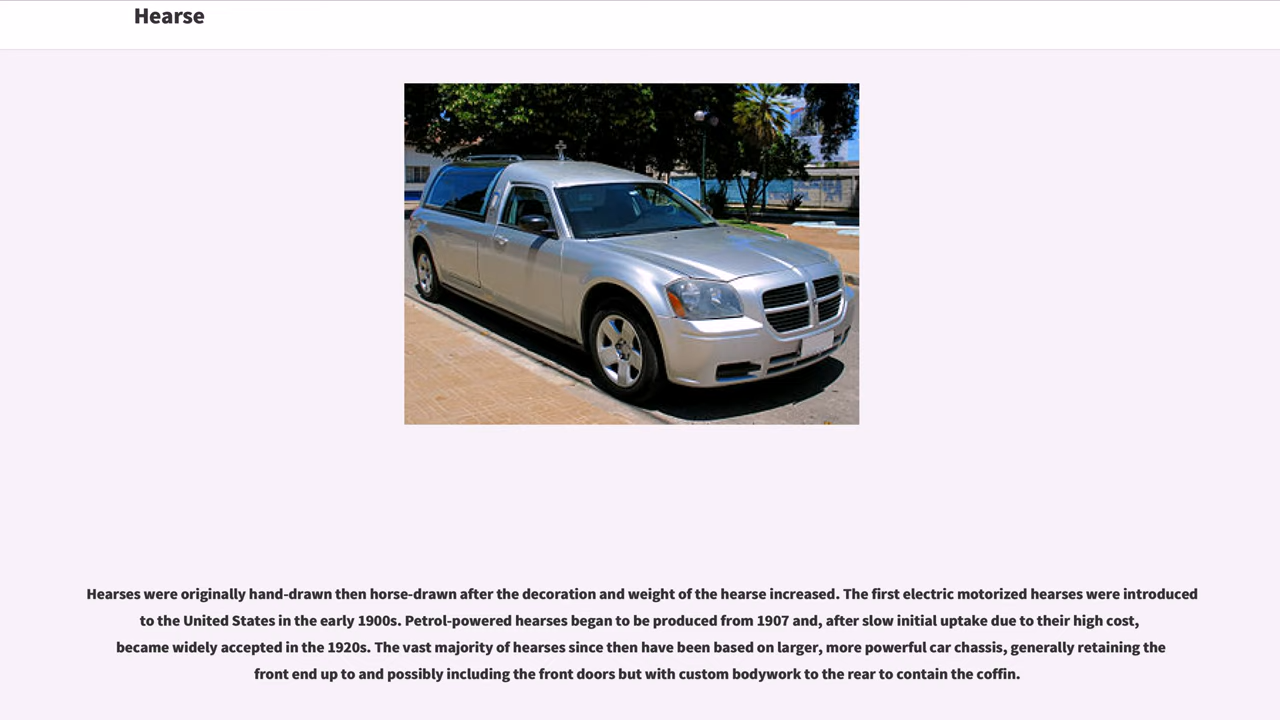 Hearse
Hearses were originally hand-drawn then horse-drawn after the decoration and weight of the hearse increased. The first electric motorized hearses were introduced
to the United States in the early 1900s. Petrol-powered hearses began to be produced from 1907 and, after slow initial uptake due to their high cost,
became widely accepted in the 1920s. The vast majority of hearses since then have been based on larger, more powerful car chassis, generally retaining the
front end up to and possibly including the front doors but with custom bodywork to the rear to contain the coffin.